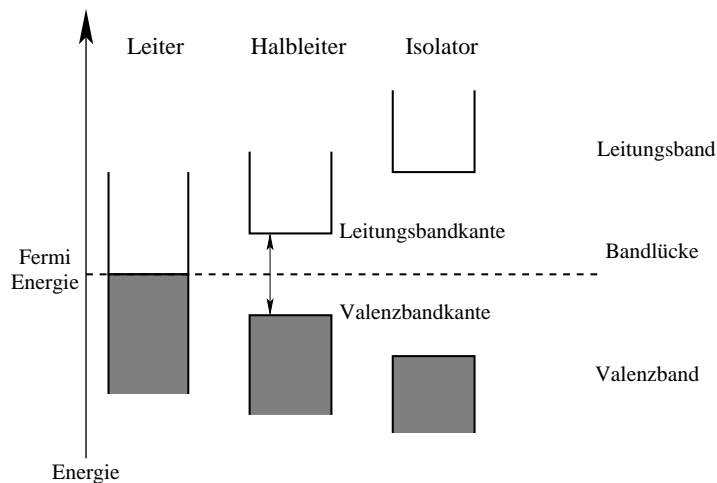 Leiter
Halbleiter
Isolator
Leitungsband
Leitungsbandkante
Bandlücke
Fermi
Energie
Valenzbandkante
Valenzband
Energie